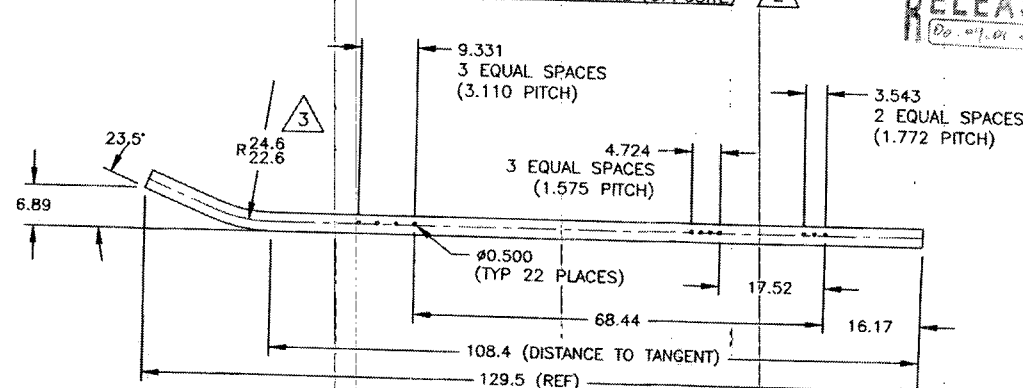 9.331
3 EQUAL SPACES
(3.110 PITCH)
3
R24.6
22.6
23.5°
6.89
4.724
3 EQUAL SPACES
(1.575 PITCH)
3.543
2 EQUAL SPACES
(1.772 PITCH)
ø0.500
(TYP 22 PLACES)
17.52
68.44
16.17
108.4 (DISTANCE TO TANGENT)
129.5 (REF)